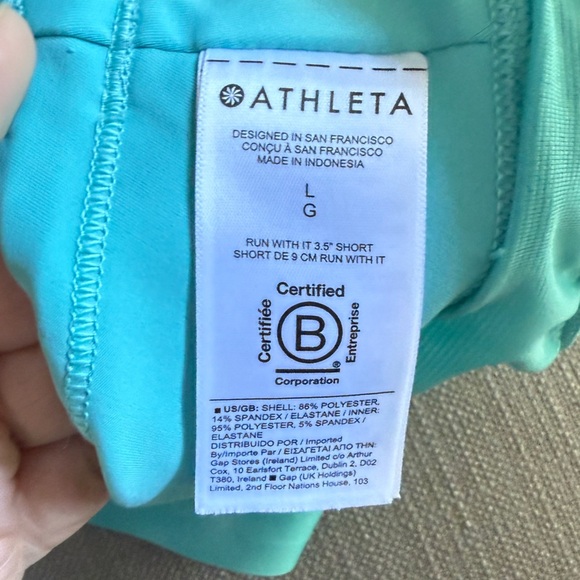 ATHLETA
DESIGNED IN SAN FRANCISCO
CONÇU À SAN FRANCISCO
MADE IN INDONESIA
L
G
RUN WITH IT 3.5" SHORT
SHORT DE 9 CM RUN WITH IT
Certified
Certifiée
B
®
Entreprise
Corporation
■ US/GB: SHELL: 86% POLYESTER,
14% SPANDEX / ELASTANE / INNER:
95% POLYESTER, 5% SPANDEX /
ELASTANE
DISTRIBUIDO POR / Imported
By/Importe Par / ΕΙΣΑΓΕΤΑΙ ΑΠΟ ΤΗΝ:
Gap Stores (Ireland) Limited c/o Arthur
Cox, 10 Earlsfort Terrace, Dublin 2, D02
T380, Ireland ■ Gap (UK Holdings)
Limited, 2nd Floor Nations House, 103